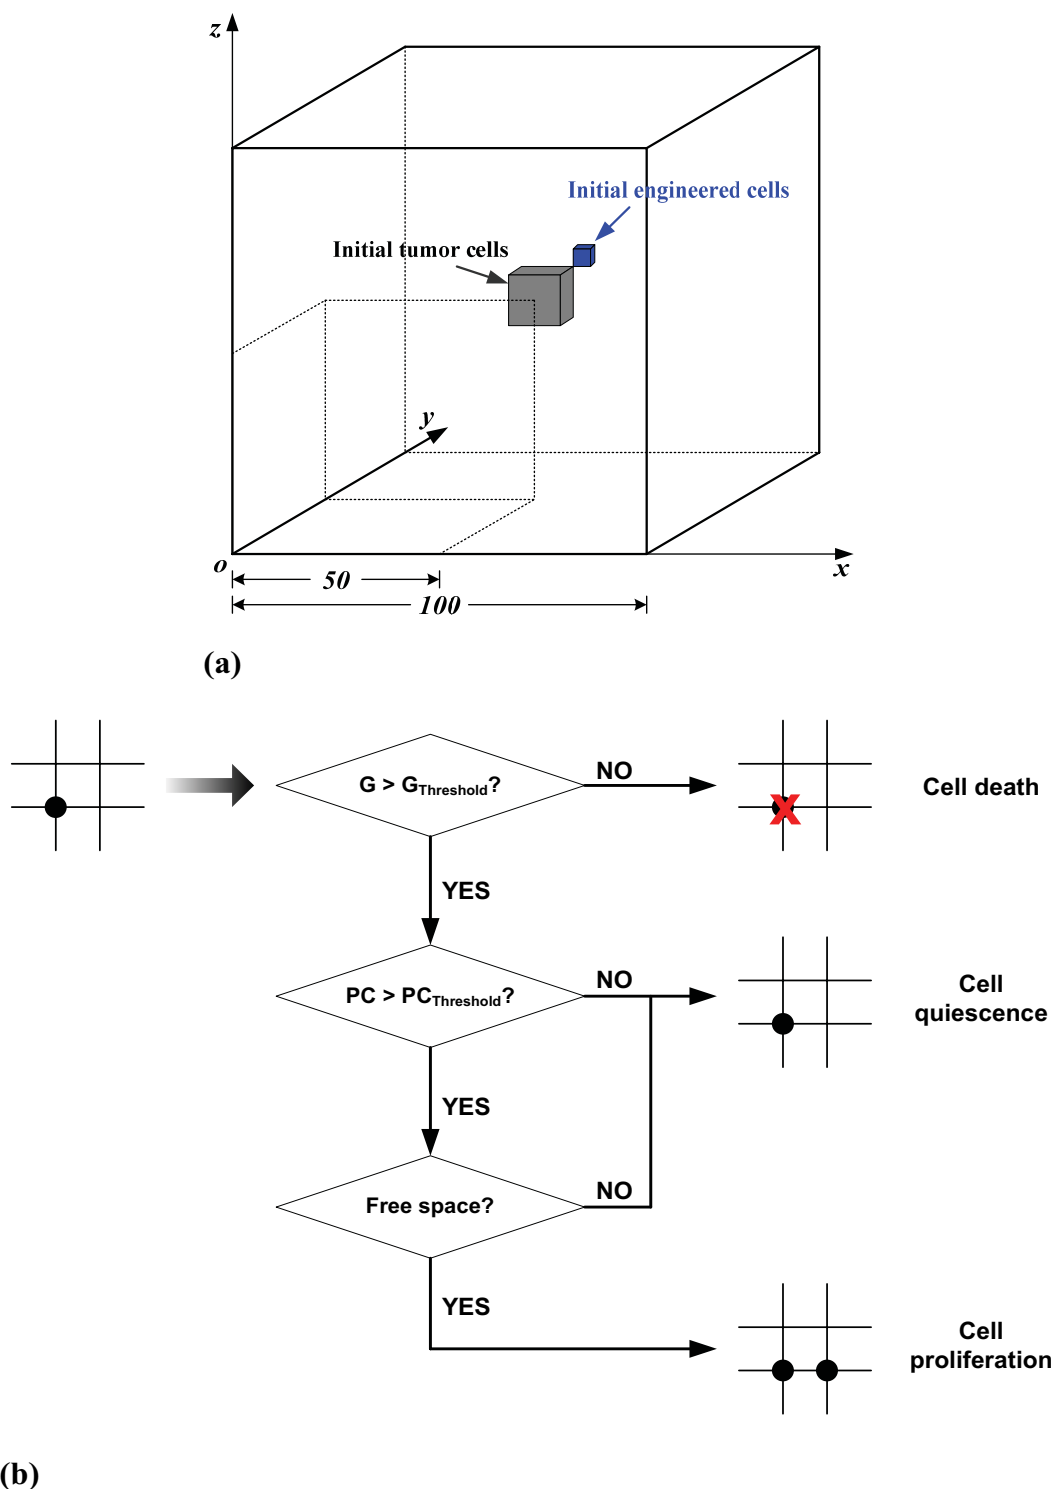 z
Initial engineered cells
Initial tumor cells
y
o
x
50
100
(a)
G > GThreshold?
NO
X
Cell death
YES
PC > PCThreshold?
NO
Cell
quiescence
YES
Free space?
NO
YES
Cell
proliferation
(b)